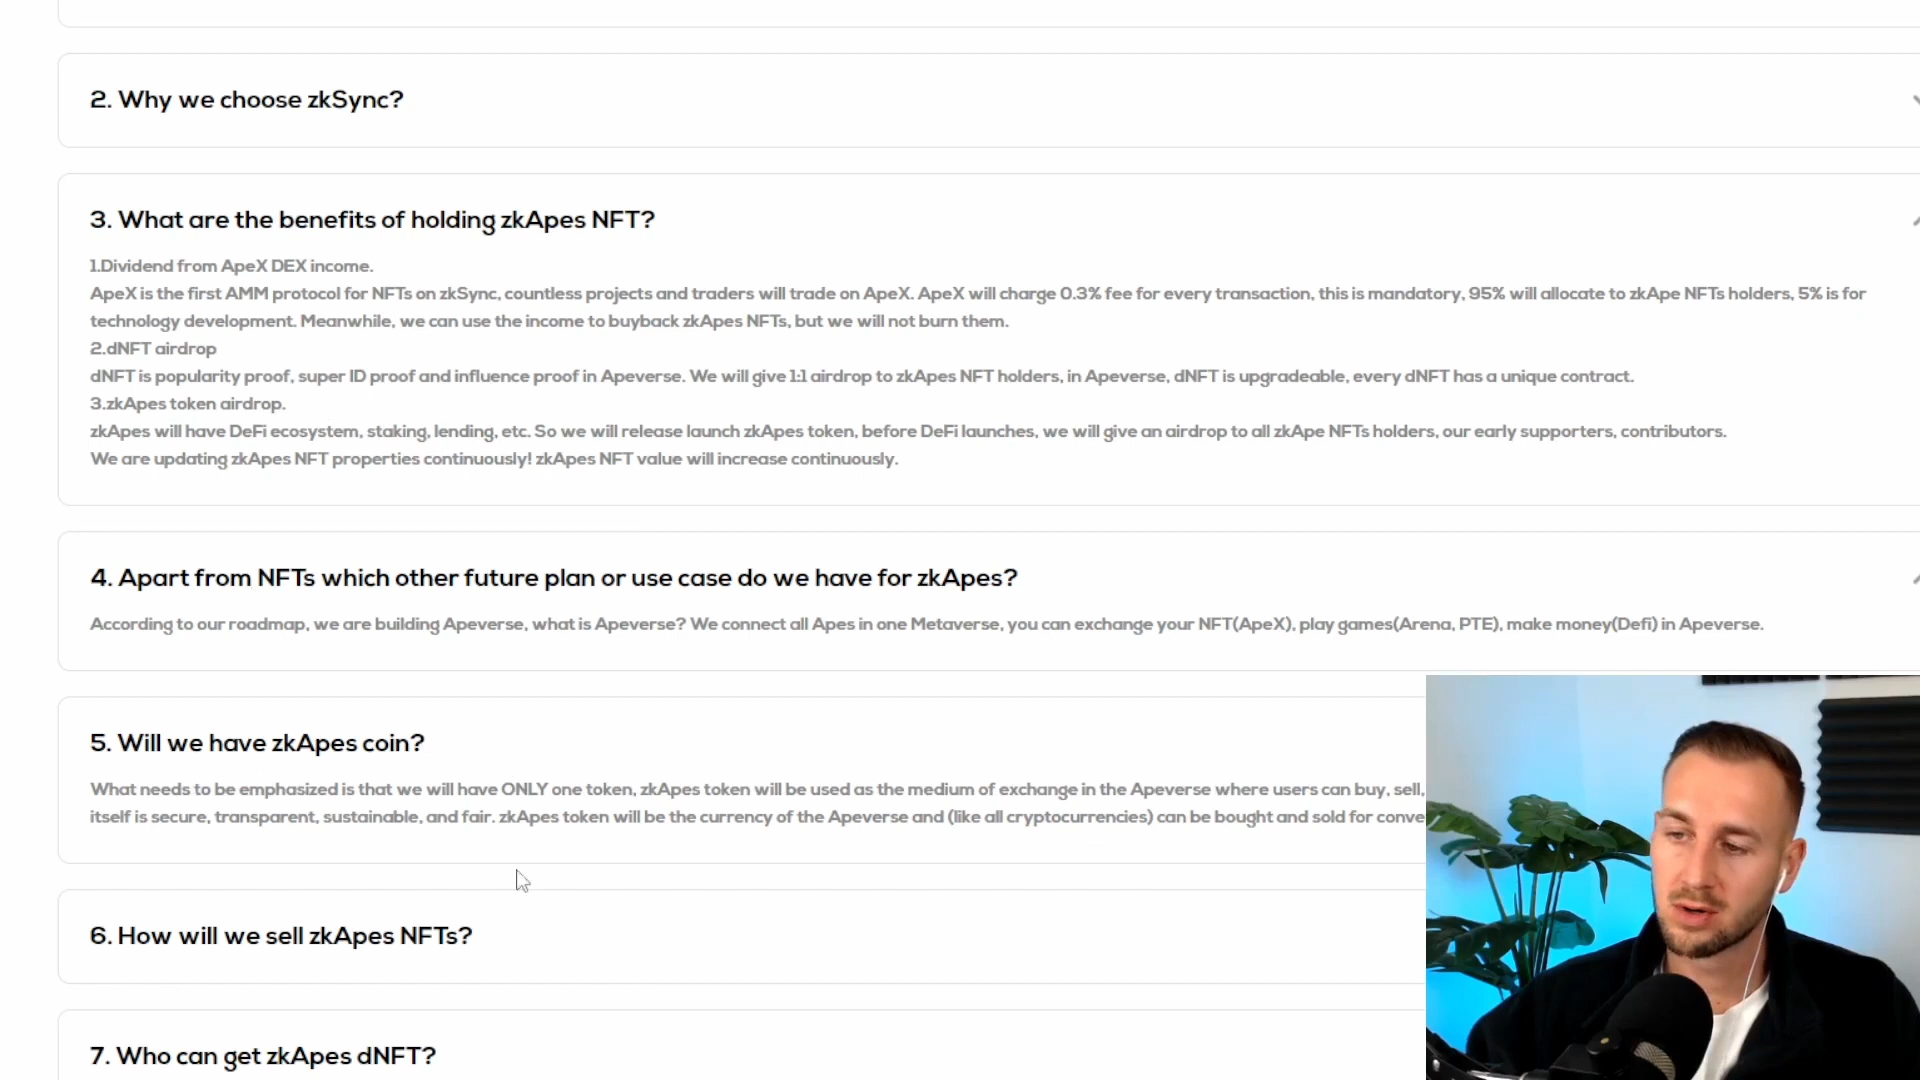 2. Why we choose zkSync?
3. What are the benefits of holding zkApes NFT?
1.Dividend from ApeX DEX income.
ApeX is the first AMM protocol for NFTs on zkSync, countless projects and traders will trade on ApeX. ApeX will charge 0.3% fee for every transaction, this is mandatory, 95% will allocate to zkApe NFTs holders, 5% is for
technology development. Meanwhile, we can use the income to buyback zkApes NFTs, but we will not burn them.
2.dNFT airdrop
dNFT is popularity proof, super ID proof and influence proof in Apeverse. We will give 1:1 airdrop to zkApes NFT holders, in Apeverse, dNFT is upgradeable, every dNFT has a unique contract.
3.zkApes token airdrop.
zkApes will have DeFi ecosystem, staking, lending, etc. So we will release launch zkApes token, before DeFi launches, we will give an airdrop to all zkApe NFTs holders, our early supporters, contributors.
We are updating zkApes NFT properties continuously! zkApes NFT value will increase continuously.
4. Apart from NFTs which other future plan or use case do we have for zkApes?
According to our roadmap, we are building Apeverse, what is Apeverse? We connect all Apes in one Metaverse, you can exchange your NFT(ApeX), play games(Arena, PTE), make money(Defi) in Apeverse.
5. Will we have zkApes coin?
What needs to be emphasized is that we will have ONLY one token, zkApes token will be used as the medium of exchange in the Apeverse where users can buy, sell,
itself is secure, transparent, sustainable, and fair. zkApes token will be the currency of the Apeverse and (like all cryptocurrencies) can be bought and sold for conve
6. How will we sell zkApes NFTs?
7. Who can get zkApes dNFT?